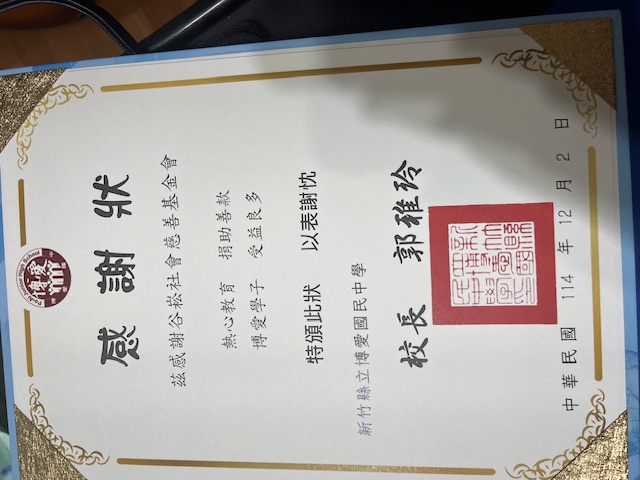 博愛
感謝狀
茲感謝谷崧社會慈善基金會
熱心教育 捐助善款
博愛學子 受益良多
特頒此狀 以表謝忱
新竹縣立博愛國民中學
校長 郭雅玲
中華民國 114 年 12 月 2 日